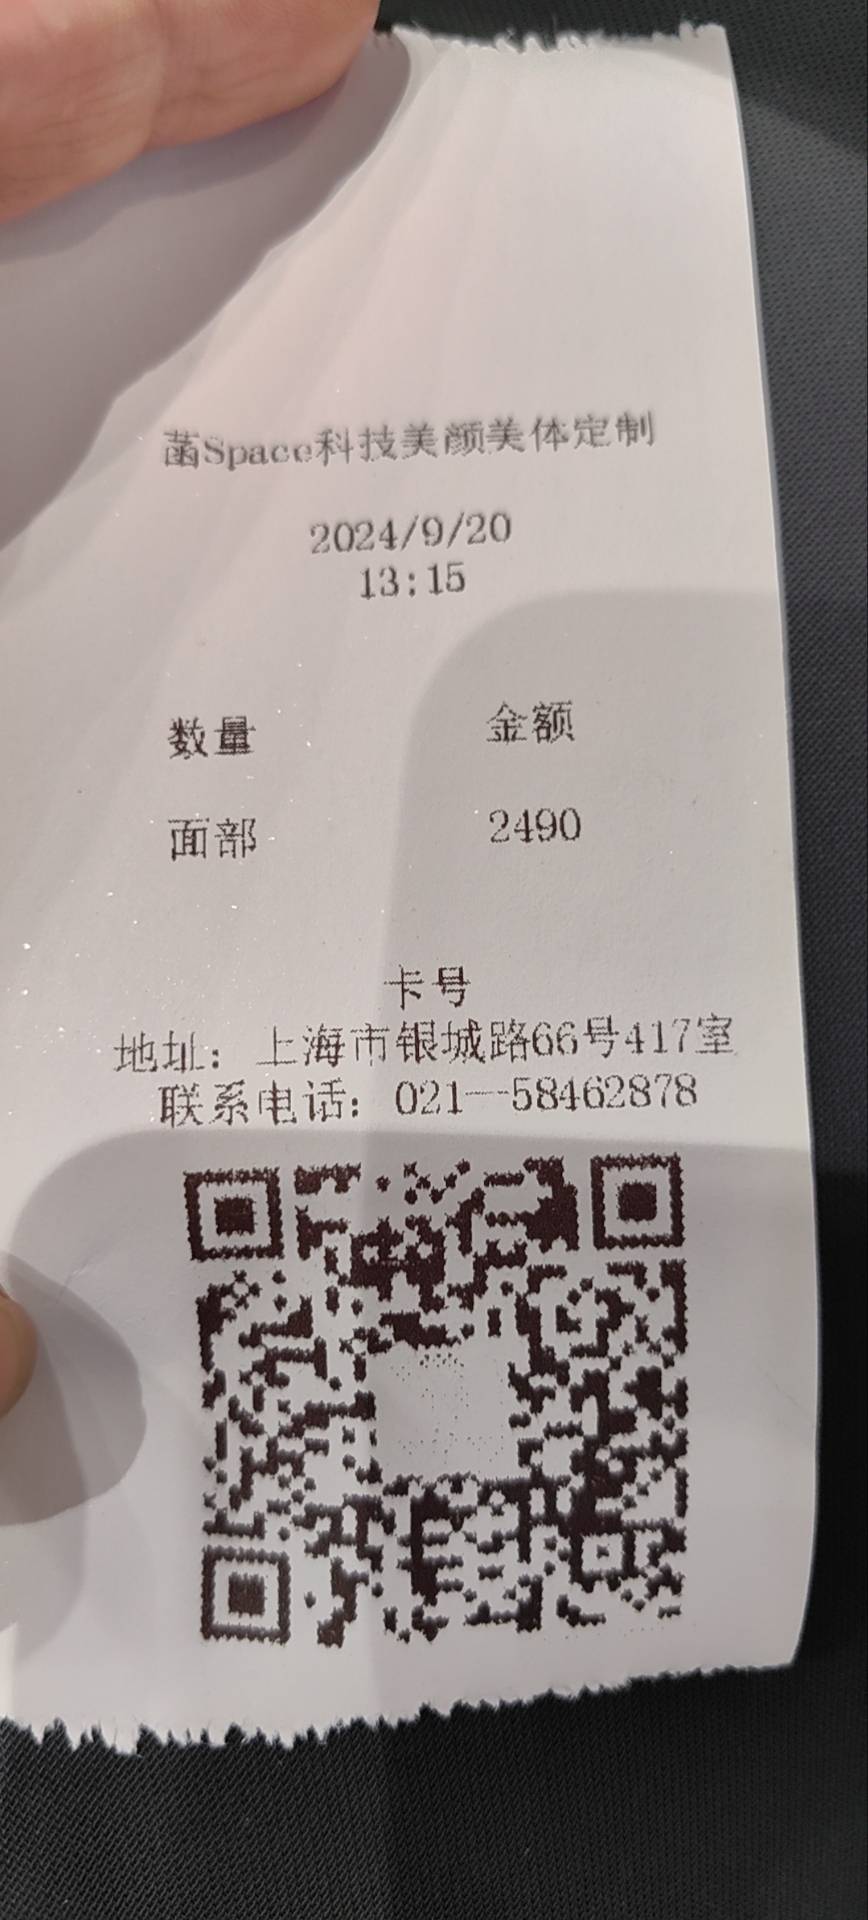 菡Space科技美颜美体定制
2024/9/20
13:15
数量 金额
面部 2490
卡号
地址：上海市银城路66号417室
联系电话：021--58462878